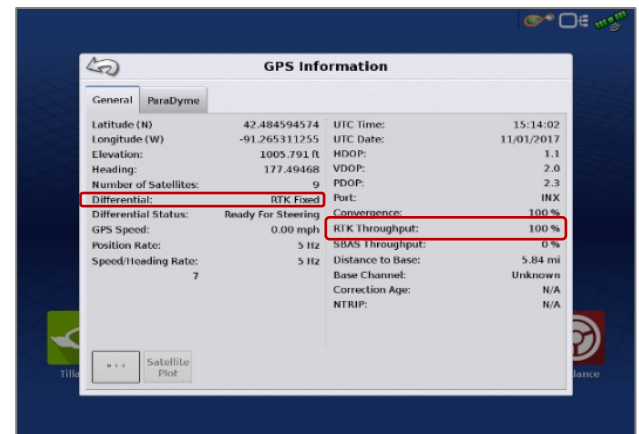 GPS Information
General ParaDyme
Latitude (N) 42.484594574
Longitude (W) -91.265311255
Elevation: 1005.791 ft
Heading: 177.49468
Number of Satellites: 9
Differential: RTK Fixed
Differential Status: Ready For Steering
GPS Speed: 0.00 mph
Position Rate: 5 Hz
Speed/Heading Rate: 5 Hz
7
UTC Time: 15:14:02
UTC Date: 11/01/2017
HDOP: 1.1
VDOP: 2.0
PDOP: 2.3
Port: INX
Convergence: 100 %
RTK Throughput: 100 %
SBAS Throughput: 0 %
Distance to Base: 5.84 mi
Base Channel: Unknown
Correction Age: N/A
NTRIP: N/A
...
Satellite
Plot
Tilla
dance